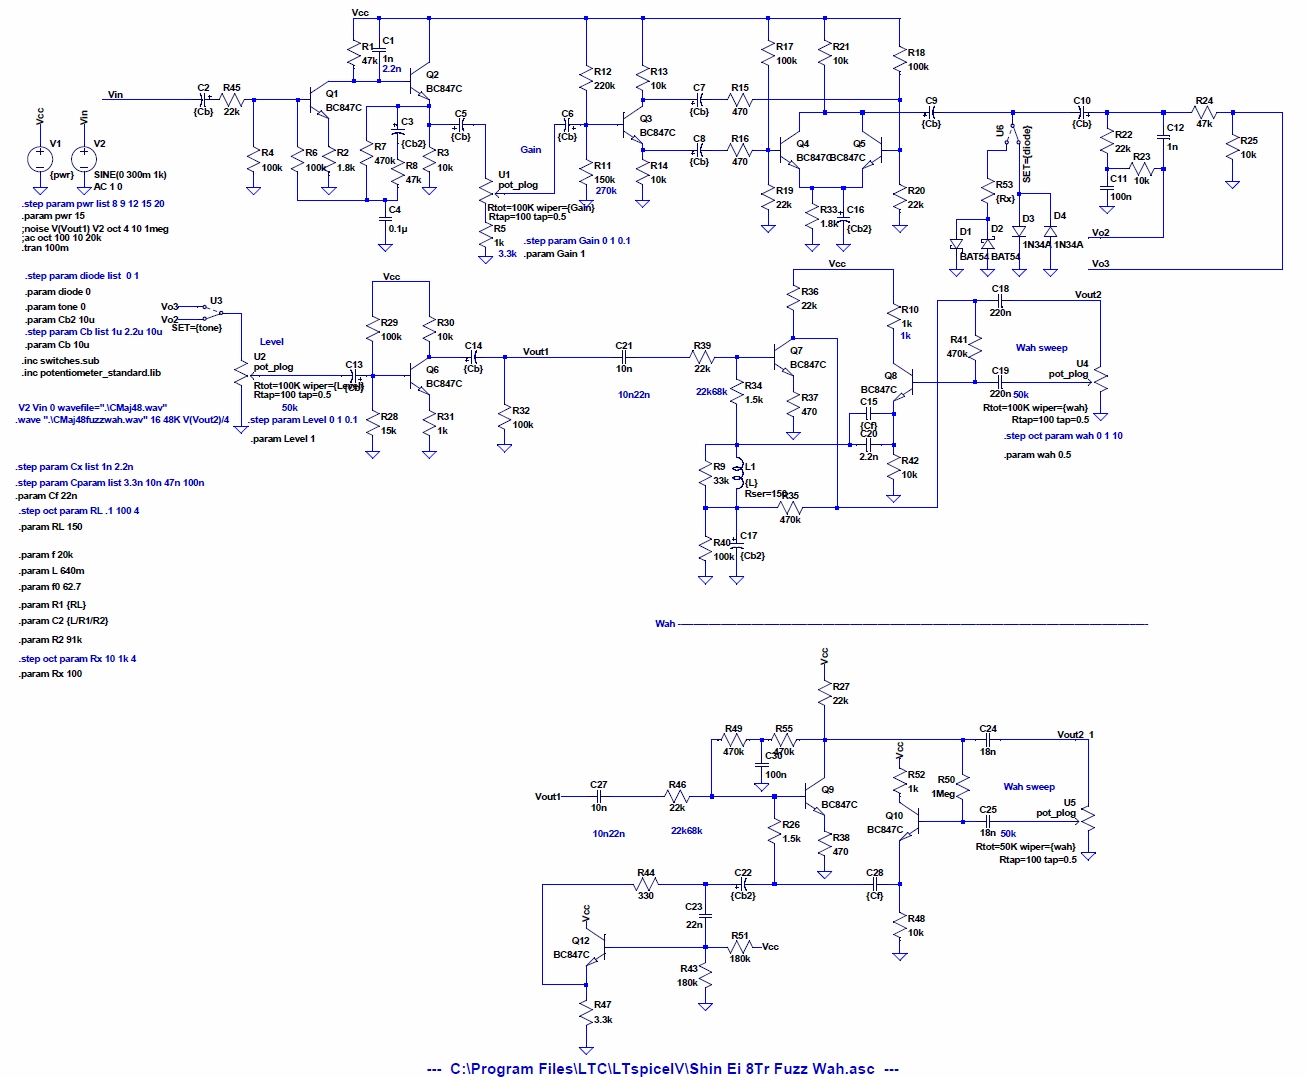 Vcc
R1
47k
C1
1n
2.2n
Q2
BC847C
Q1
BC847C
C2
{Cb}
R45
22k
Vin
Vcc
Vin
V1
{pwr}
V2
SINE(0 300m 1k)
AC 1 0
R4
100k
R6
100k
R2
1.8k
R7
470k
C3
{Cb2}
R8
47k
R3
10k
C5
{Cb}
C4
0.1µ
Gain
U1
pot_plog
Rtot=100K wiper={Gain}
Rtap=100 tap=0.5
R5
1k
3.3k
.step param Gain 0 1 0.1
.param Gain 1
C6
{Cb}
R12
220k
R11
150k
270k
R13
10k
Q3
BC847C
R14
10k
C7
{Cb}
R15
470
C8
{Cb}
R16
470
R17
100k
R21
10k
R18
100k
Q4
BC847C
Q5
BC847C
R19
22k
R33
1.8k
C16
{Cb2}
R20
22k
C9
{Cb}
U6
SET={diode}
R53
{Rx}
D1
BAT54
D2
BAT54
D3
1N34A
D4
1N34A
C10
{Cb}
R22
22k
C12
1n
R23
10k
C11
100n
R24
47k
R25
10k
Vo2
Vo3
.step param pwr list 8 9 12 15 20
.param pwr 15
;noise V(Vout1) V2 oct 4 10 1meg
;ac oct 100 10 20k
.tran 100m
.step param diode list  0 1
.param diode 0
.param tone 0
.param Cb2 10u
.step param Cb list 1u 2.2u 10u
.param Cb 10u
.inc switches.sub
.inc potentiometer_standard.lib
Vo3
Vo2
U3
SET={tone}
Level
U2
pot_plog
Rtot=100K wiper={Level}
Rtap=100 tap=0.5
50k
.step param Level 0 1 0.1
.param Level 1
V2 Vin 0 wavefile=".\CMaj48.wav"
.wave ".\CMaj48fuzzwah.wav" 16 48K V(Vout2)/4
C13
{Cb}
Vcc
R29
100k
R30
10k
Q6
BC847C
R28
15k
R31
1k
C14
{Cb}
Vout1
R32
100k
C21
10n
10n22n
R39
22k
22k68k
Vcc
R36
22k
R10
1k
1k
Q7
BC847C
R34
1.5k
R37
470
Q8
BC847C
C15
{Cf}
C20
2.2n
R42
10k
R9
33k
L1
{L}
Rser=150
R35
470k
R40
100k
C17
{Cb2}
C18
220n
Vout2
R41
470k
Wah sweep
C19
220n
50k
U4
pot_plog
Rtot=100K wiper={wah}
Rtap=100 tap=0.5
.step oct param wah 0 1 10
.param wah 0.5
.step param Cx list 1n 2.2n
.step param Cparam list 3.3n 10n 47n 100n
.param Cf 22n
.step oct param RL .1 100 4
.param RL 150
.param f 20k
.param L 640m
.param f0 62.7
.param R1 {RL}
.param C2 {L/R1/R2}
.param R2 91k
.step oct param Rx 10 1k 4
.param Rx 100
Wah
Vcc
R27
22k
R49
470k
R55
470k
C30
100n
Vout1
C27
10n
10n22n
R46
22k
22k68k
Q9
BC847C
R26
1.5k
R38
470
Vcc
R52
1k
Q10
BC847C
R50
1Meg
C24
18n
Vout2_1
Wah sweep
C25
18n
50k
U5
pot_plog
Rtot=50K wiper={wah}
Rtap=100 tap=0.5
R44
330
C22
{Cb2}
C28
{Cf}
C23
22n
R48
10k
Vcc
Q12
BC847C
R51
180k
Vcc
R43
180k
R47
3.3k
--- C:\Program Files\LTC\LTspiceIV\Shin Ei 8Tr Fuzz Wah.asc ---